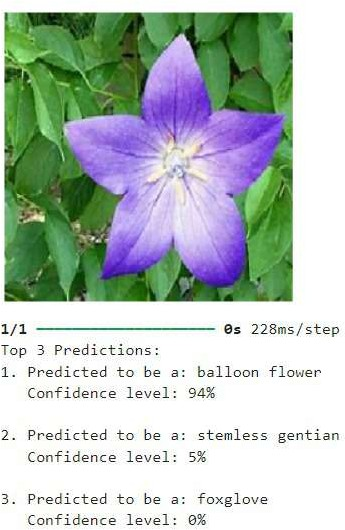 1/1 ━━━━━━━━━━━━━━━━━━━━ 0s 228ms/step
Top 3 Predictions:
1. Predicted to be a: balloon flower
Confidence level: 94%
2. Predicted to be a: stemless gentian
Confidence level: 5%
3. Predicted to be a: foxglove
Confidence level: 0%